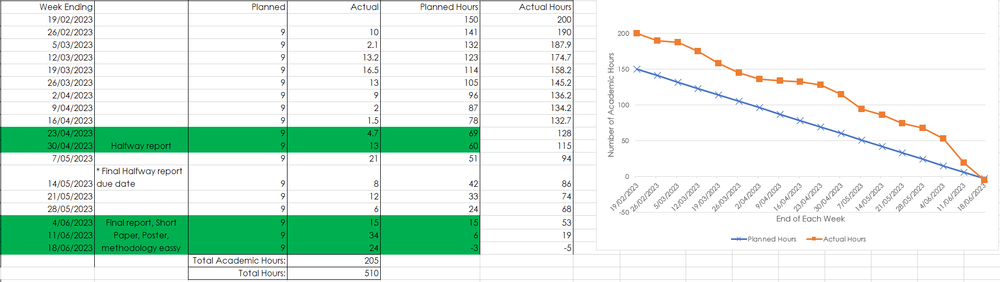 Week Ending Planned Actual Planned Hours Actual Hours
19/02/2023 150 200
26/02/2023 9 10 141 190
5/03/2023 9 2.1 132 187.9
12/03/2023 9 13.2 123 174.7
19/03/2023 9 16.5 114 158.2
26/03/2023 9 13 105 145.2
2/04/2023 9 9 96 136.2
9/04/2023 9 2 87 134.2
16/04/2023 9 1.5 78 132.7
23/04/2023 9 4.7 69 128
30/04/2023 Halfway report 9 13 60 115
7/05/2023 9 21 51 94
* Final Halfway report
14/05/2023 due date 9 8 42 86
21/05/2023 9 12 33 74
28/05/2023 9 6 24 68
4/06/2023 Final report, Short 9 15 15 53
11/06/2023 Paper, Poster, 9 34 6 19
18/06/2023 methodology eassy 9 24 -3 -5
Total Academic Hours: 205
Total Hours: 510
Number of Academic Hours
200
150
100
50
0
-50
19/02/2023
26/02/2023
5/03/2023
12/03/2023
19/03/2023
26/03/2023
2/04/2023
9/04/2023
16/04/2023
23/04/2023
30/04/2023
7/05/2023
14/05/2023
21/05/2023
28/05/2023
4/06/2023
11/06/2023
18/06/2023
End of Each Week
Planned Hours Actual Hours